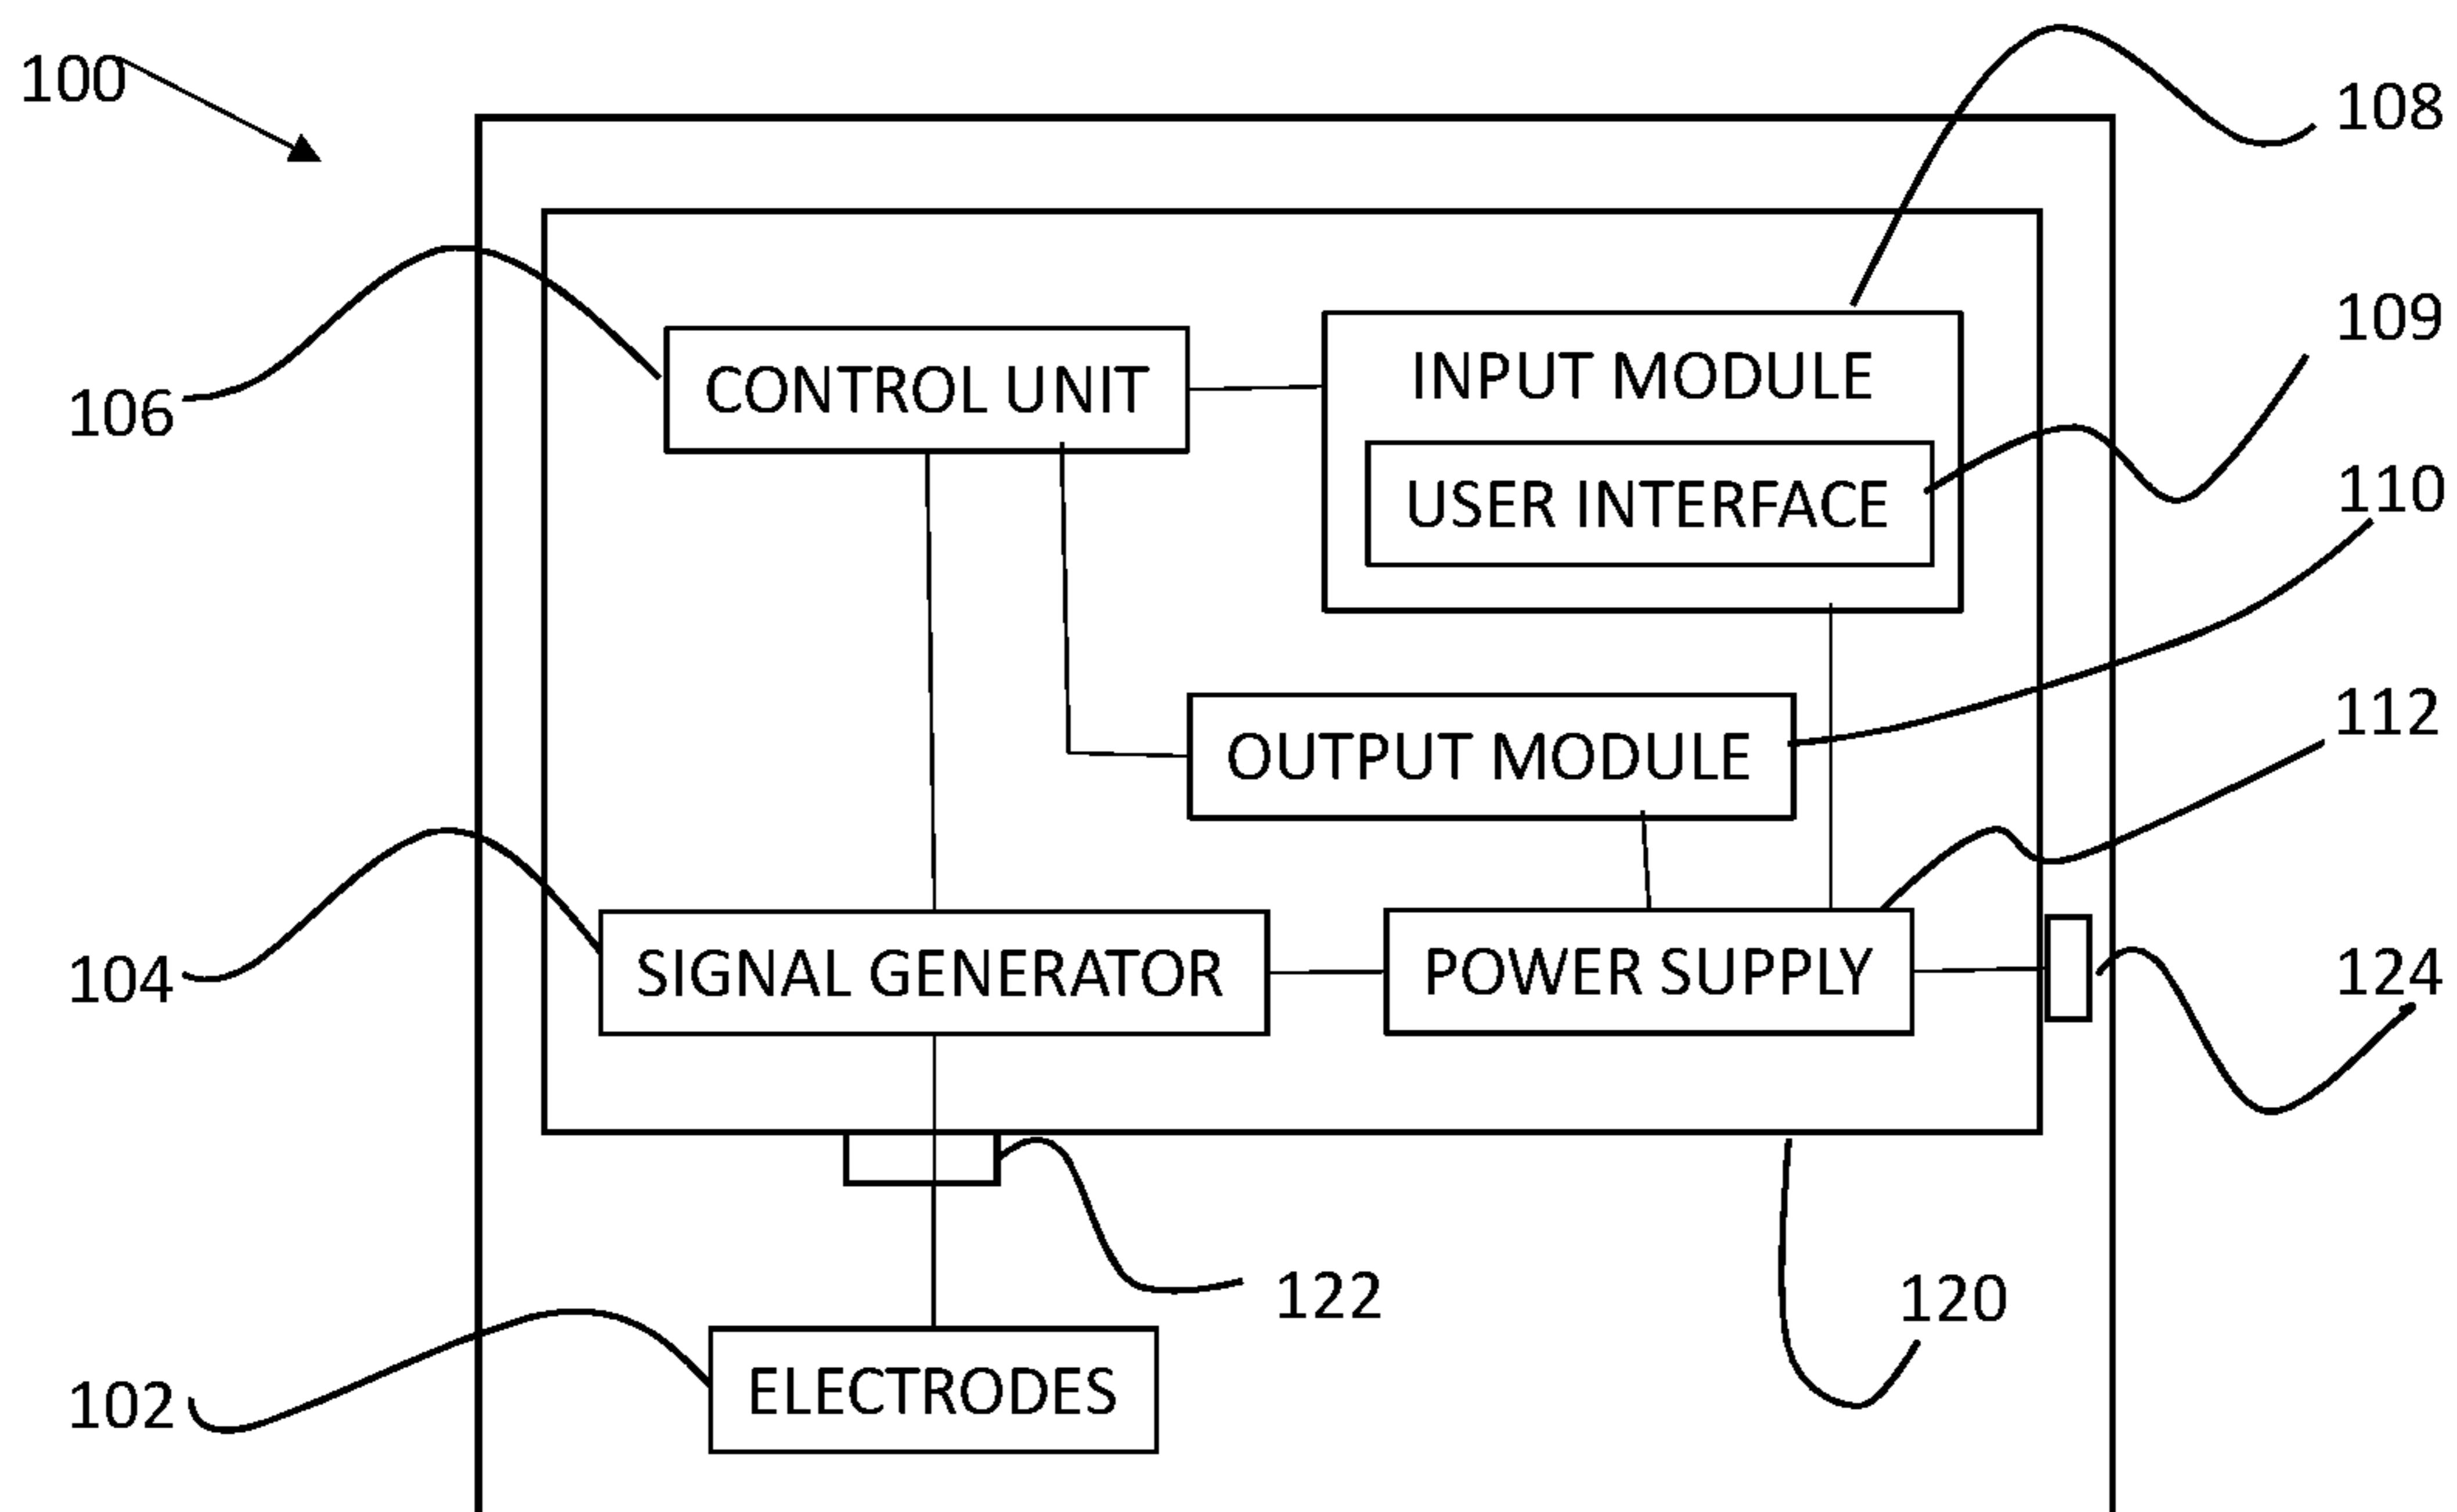 100
108
109
106
CONTROL UNIT
INPUT MODULE
USER INTERFACE
110
112
OUTPUT MODULE
104
SIGNAL GENERATOR
POWER SUPPLY
124
122
120
102
ELECTRODES